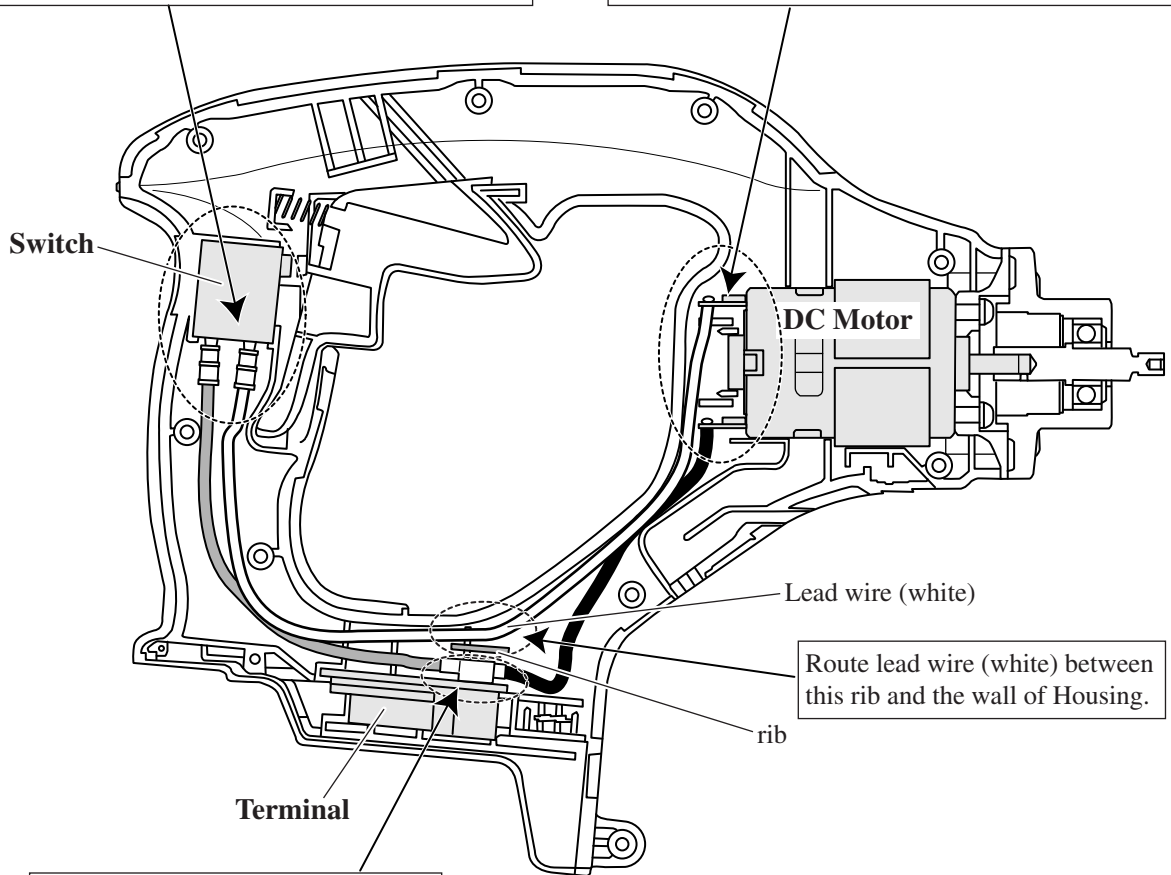 Switch
DC Motor
Lead wire (white)
Route lead wire (white) between
this rib and the wall of Housing.
rib
Terminal